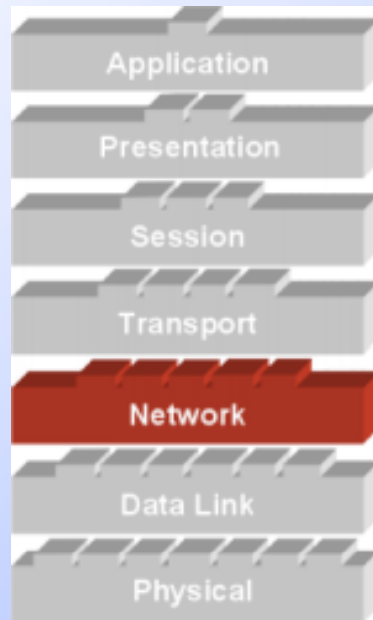 Application
Presentation
Session
Transport
Network
Data Link
Physical